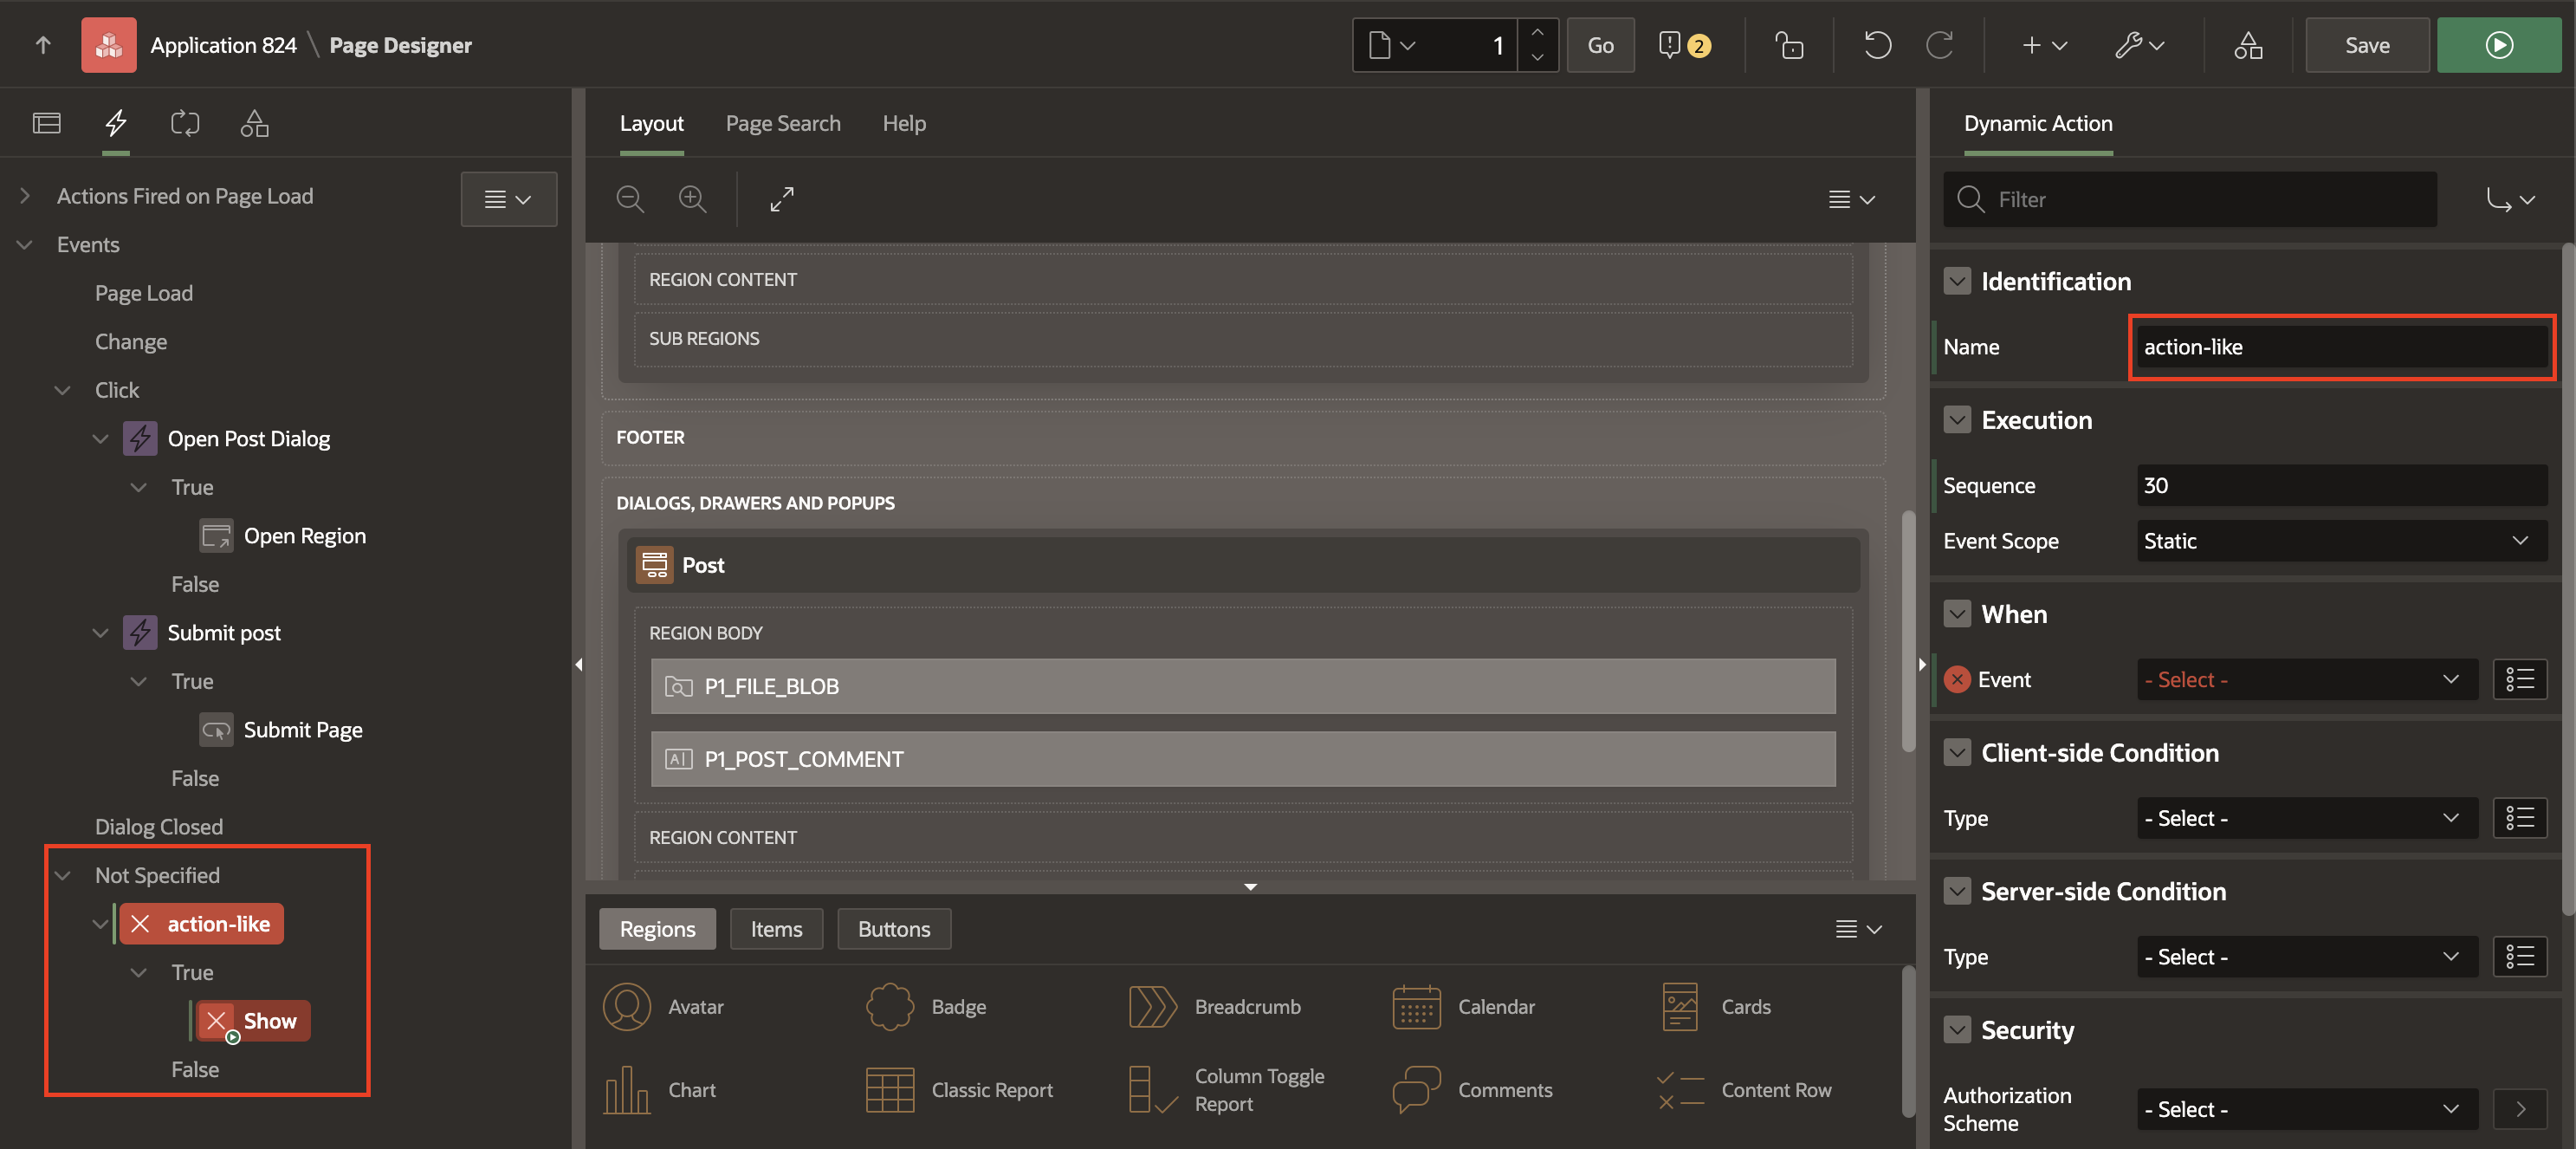 Application 824 \ Page Designer
1
Go
2
Save
Layout
Page Search
Help
Dynamic Action
Actions Fired on Page Load
Events
Page Load
Change
Click
Open Post Dialog
True
Open Region
False
Submit post
True
Submit Page
False
Dialog Closed
Not Specified
action-like
True
Show
False
REGION CONTENT
SUB REGIONS
FOOTER
DIALOGS, DRAWERS AND POPUPS
Post
REGION BODY
P1_FILE_BLOB
P1_POST_COMMENT
REGION CONTENT
Regions
Items
Buttons
Avatar
Badge
Breadcrumb
Calendar
Cards
Chart
Classic Report
Column Toggle
Report
Comments
Content Row
Filter
Identification
Name
action-like
Execution
Sequence
30
Event Scope
Static
When
Event
- Select -
Client-side Condition
Type
- Select -
Server-side Condition
Type
- Select -
Security
Authorization
Scheme
- Select -